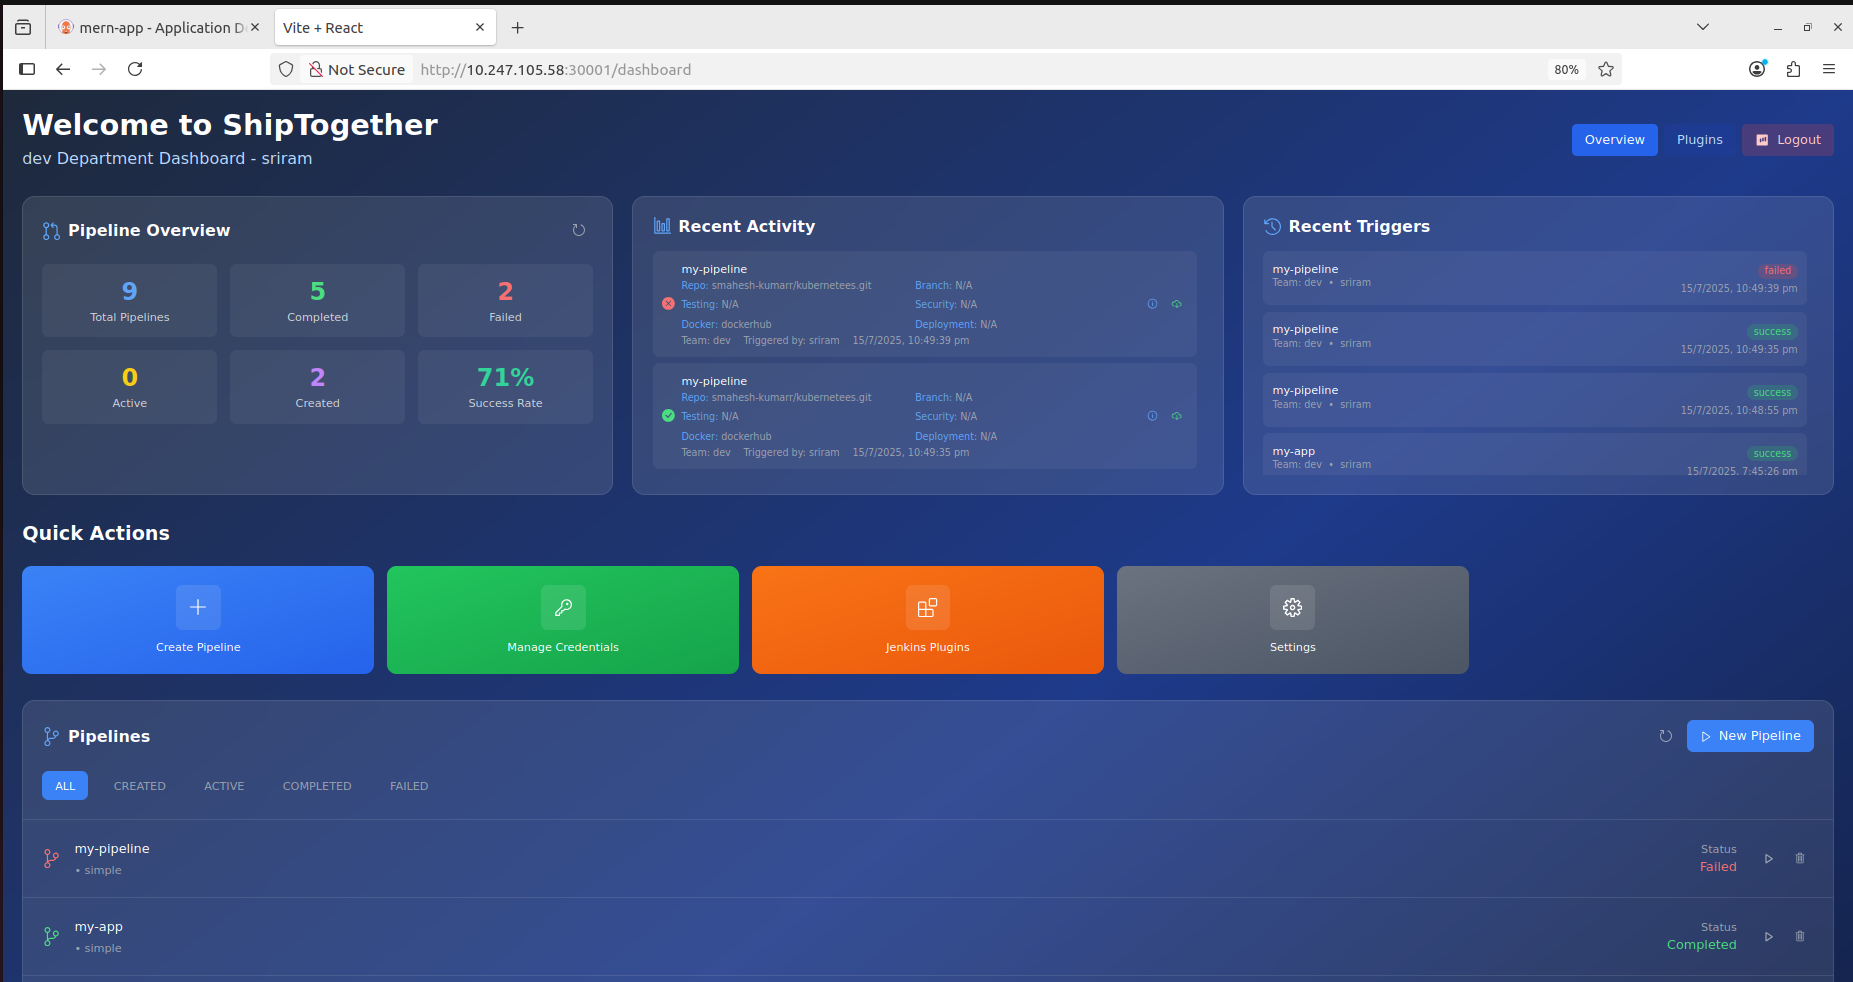 mern-app - Application D
Vite + React
Not Secure
http://10.247.105.58:30001/dashboard
80%
Welcome to ShipTogether
dev Department Dashboard - sriram
Overview
Plugins
Logout
Pipeline Overview
9
Total Pipelines
5
Completed
2
Failed
0
Active
2
Created
71%
Success Rate
Recent Activity
my-pipeline
Repo: smahesh-kumarr/kubernetees.git Branch: N/A
Testing: N/A Security: N/A
Docker: dockerhub Deployment: N/A
Team: dev Triggered by: sriram 15/7/2025, 10:49:39 pm
my-pipeline
Repo: smahesh-kumarr/kubernetees.git Branch: N/A
Testing: N/A Security: N/A
Docker: dockerhub Deployment: N/A
Team: dev Triggered by: sriram 15/7/2025, 10:49:35 pm
Recent Triggers
my-pipeline failed
Team: dev • sriram 15/7/2025, 10:49:39 pm
my-pipeline success
Team: dev • sriram 15/7/2025, 10:49:35 pm
my-pipeline success
Team: dev • sriram 15/7/2025, 10:48:55 pm
my-app success
Team: dev • sriram 15/7/2025, 7:45:26 pm
Quick Actions
Create Pipeline
Manage Credentials
Jenkins Plugins
Settings
Pipelines
New Pipeline
ALL CREATED ACTIVE COMPLETED FAILED
my-pipeline
• simple
Status
Failed
my-app
• simple
Status
Completed